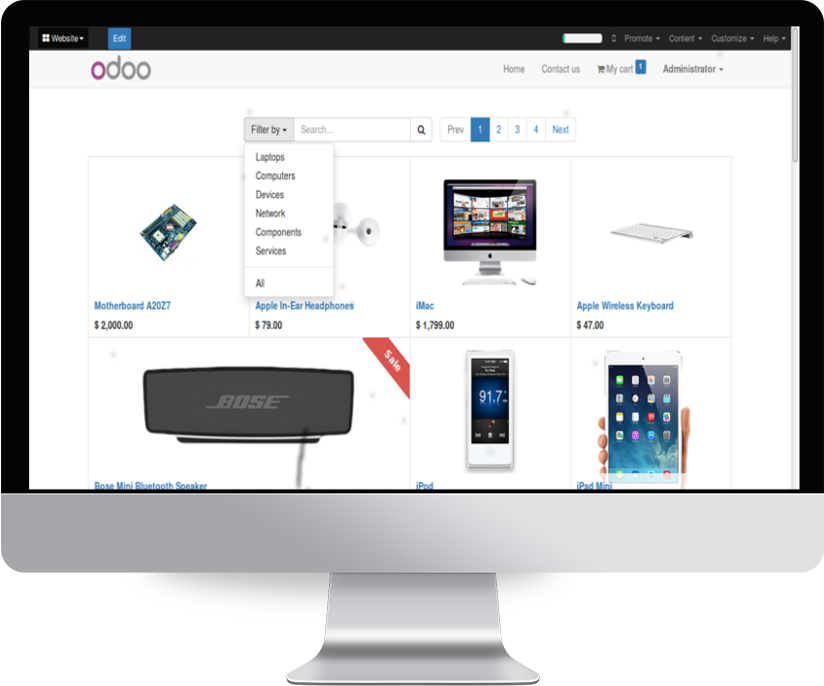 Website Edit Promote Content Customize Help
odoo Home Contact us My cart 1 Administrator
Filter by Search... Prev 1 2 3 4 Next
Laptops
Computers
Devices
Network
Components
Services
All
Motherboard A20Z7 Apple In-Ear Headphones iMac Apple Wireless Keyboard
$ 2,000.00 $ 79.00 $ 1,799.00 $ 47.00
Sale
BOSE
91.7
Bose Mini Bluetooth Speaker iPod iPad Mini